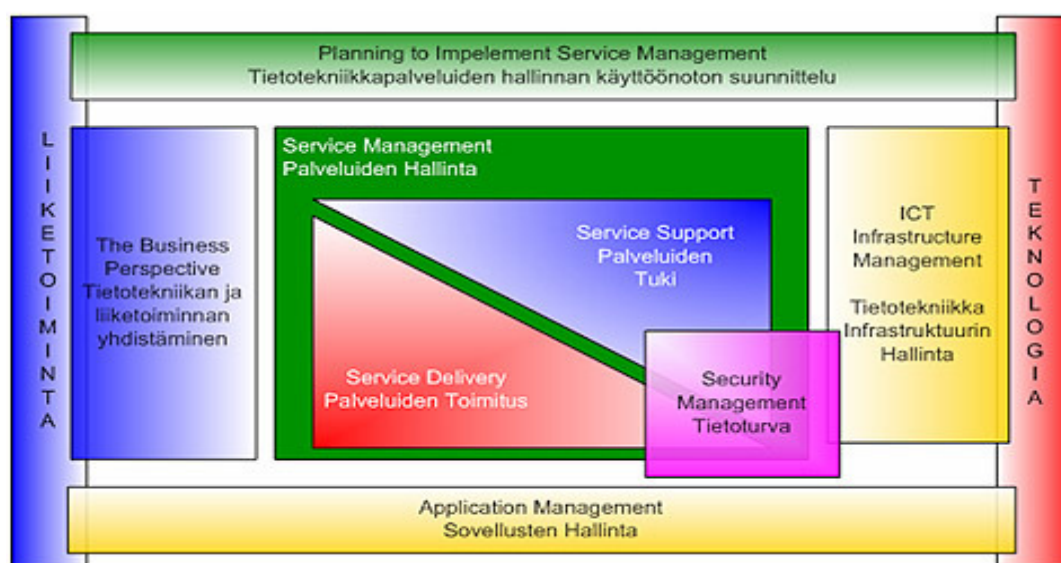 Planning to Impelement Service Management
Tietotekniikkapalveluiden hallinnan käyttöönoton suunnittelu
LIIKETOIMINTA
The Business
Perspective
Tietotekniikan ja
liiketoiminnan
yhdistäminen
Service Management
Palveluiden Hallinta
Service Support
Palveluiden
Tuki
Service Delivery
Palveluiden Toimitus
Security
Management
Tietoturva
ICT
Infrastructure
Management
Tietotekniikka
Infrastruktuurin
Hallinta
TEKNOLOGIA
Application Management
Sovellusten Hallinta